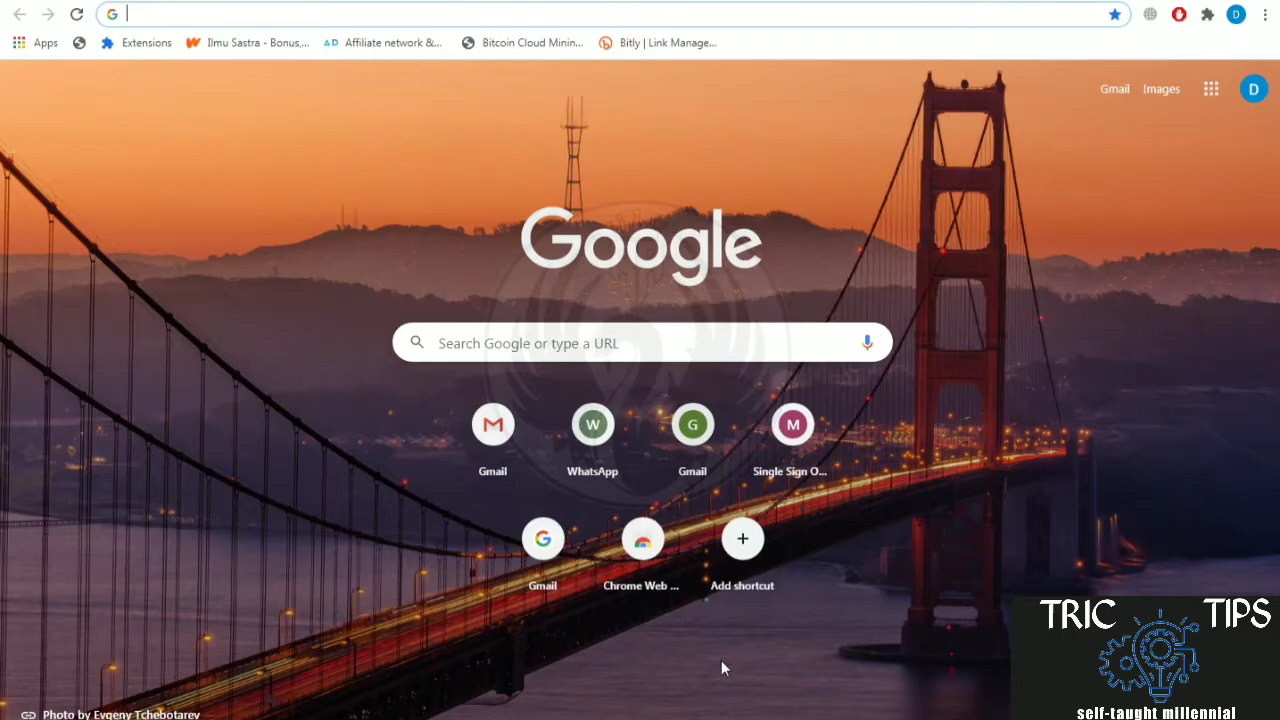 Apps
Extensions
Ilmu Sastra - Bonus,...
Affiliate network &...
Bitcoin Cloud Minin...
Bitly | Link Manage...
D
Gmail
Images
D
Google
Search Google or type a URL
W
G
M
Gmail
WhatsApp
Gmail
Single Sign O...
Gmail
Chrome Web ...
Add shortcut
Photo by Evgeny Tchebotarev
TRIC TIPS
self-taught millennial